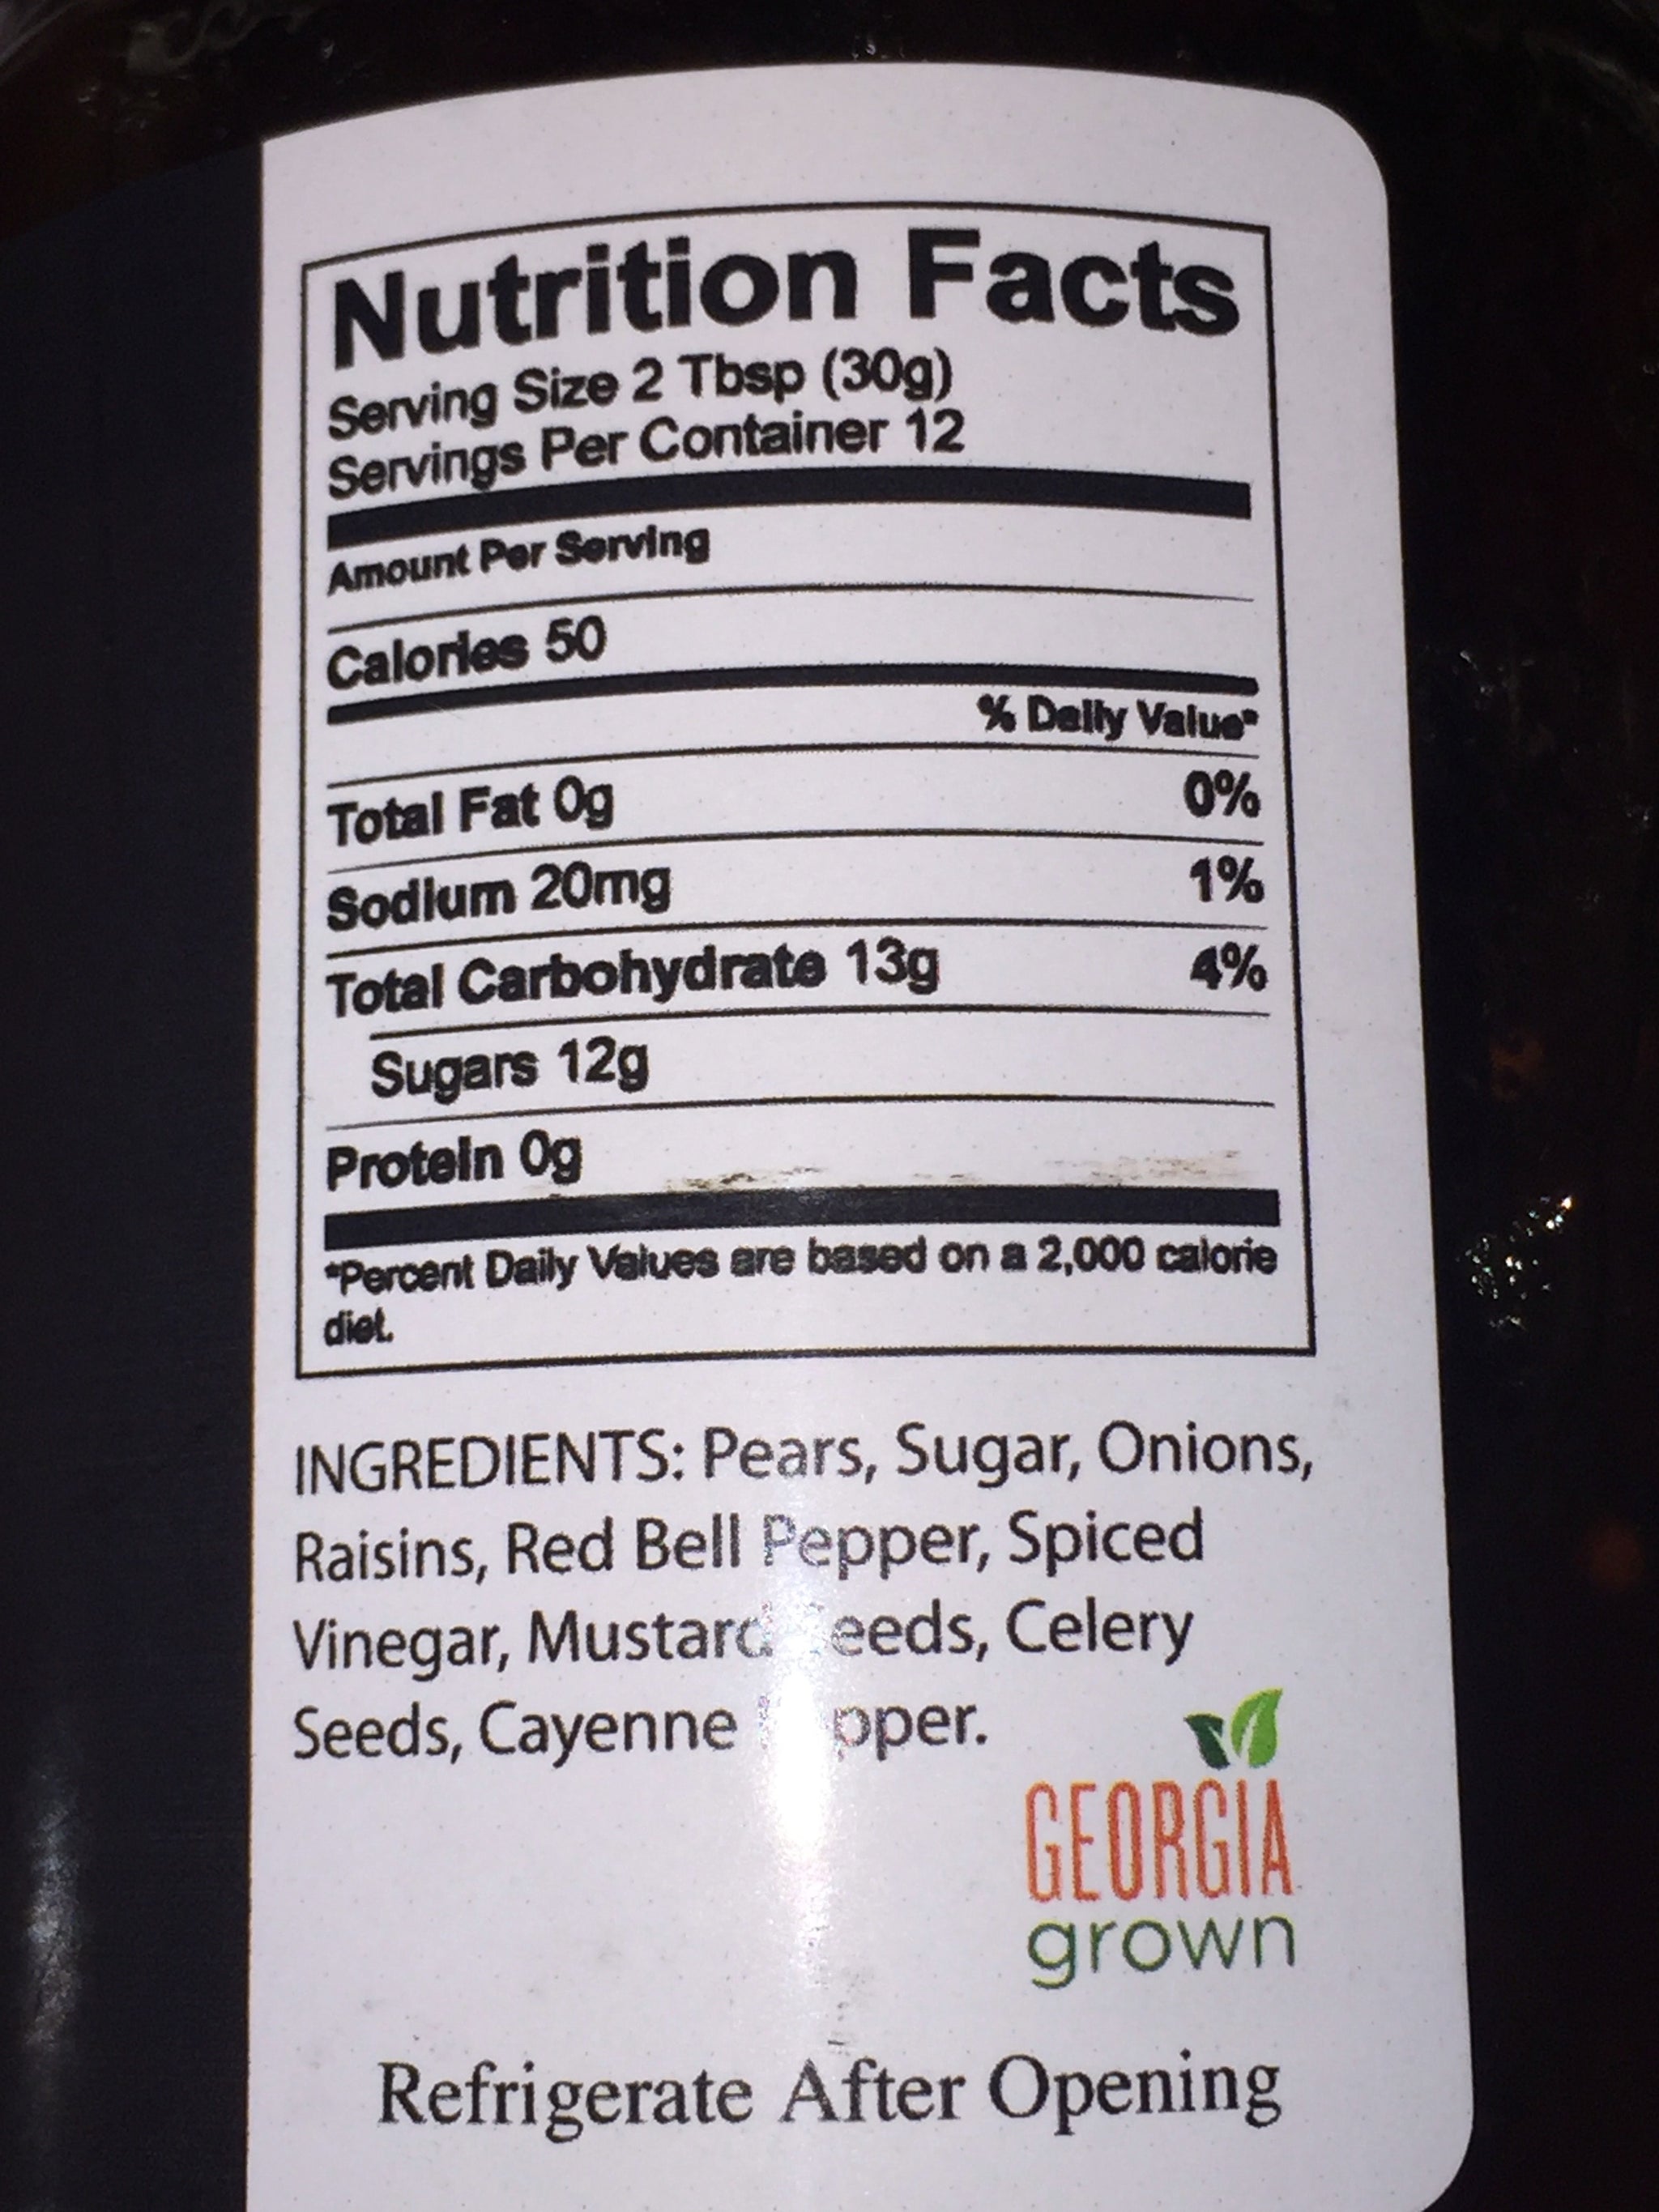 Nutrition Facts
Serving Size 2 Tbsp (30g)
Servings Per Container 12
Amount Per Serving
Calories 50
% Daily Value*
Total Fat 0g 0%
Sodium 20mg 1%
Total Carbohydrate 13g 4%
Sugars 12g
Protein 0g
*Percent Daily Values are based on a 2,000 calorie
diet.
INGREDIENTS: Pears, Sugar, Onions,
Raisins, Red Bell Pepper, Spiced
Vinegar, Mustard Seeds, Celery
Seeds, Cayenne Pepper.
GEORGIA
grown
Refrigerate After Opening